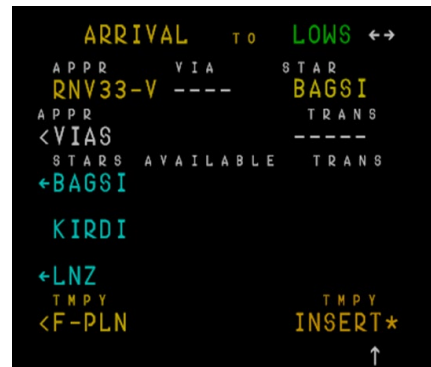 ARRIVAL TO LOWS ←→
APPR VIA STAR
RNV33-V ---- BAGSI
APPR TRANS
<VIAS -----
STARS AVAILABLE TRANS
←BAGSI
KIRDI
←LNZ
TMPY TMPY
<F-PLN INSERT*
↑